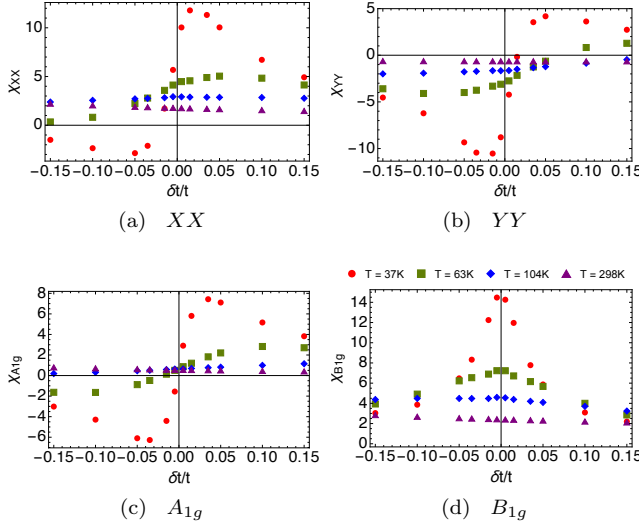 12
10
5
0
−0.15 −0.10 −0.05 0.00 0.05 0.10 0.15
χXX
δt/t
(a) XX
5
0
−5
−10
−0.15 −0.10 −0.05 0.00 0.05 0.10 0.15
χYY
δt/t
(b) YY
8
6
4
2
0
−2
−4
−6
−0.15 −0.10 −0.05 0.00 0.05 0.10 0.15
χA1g
δt/t
(c) A1g
T = 37K T = 63K T = 104K T = 298K
14
12
10
8
6
4
2
−0.15 −0.10 −0.05 0.00 0.05 0.10 0.15
χB1g
δt/t
(d) B1g